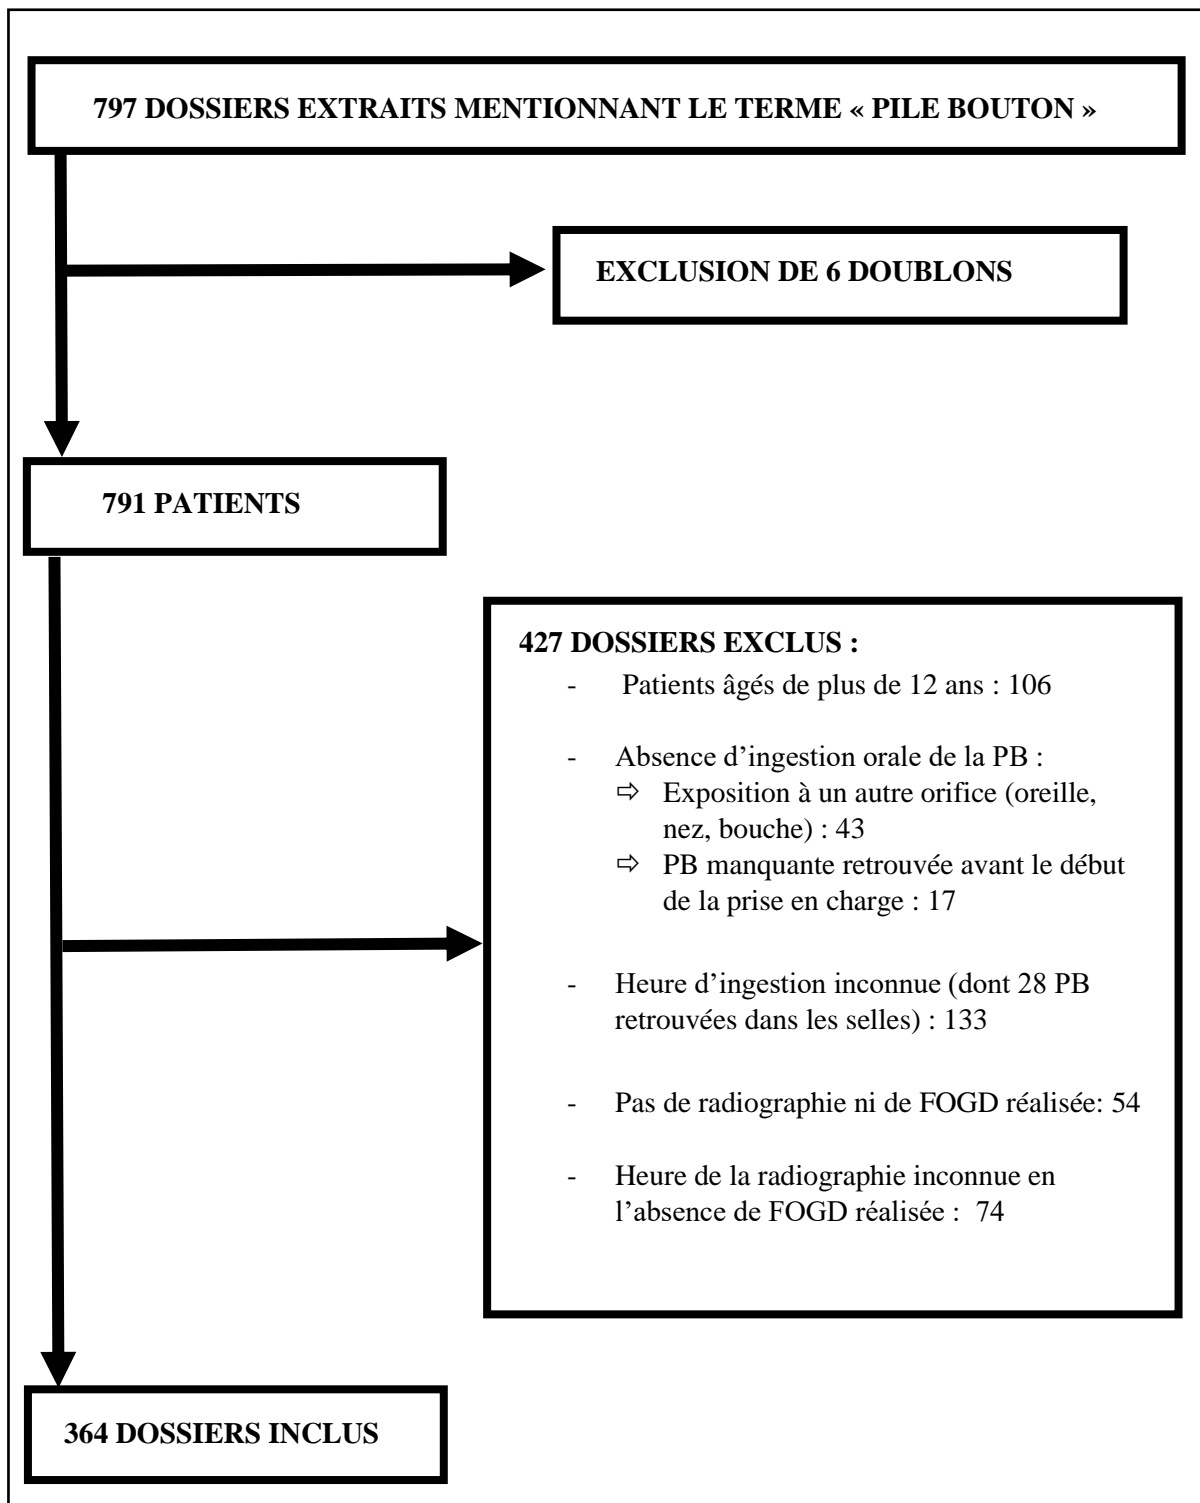 797 DOSSIERS EXTRAITS MENTIONNANT LE TERME « PILE BOUTON »
EXCLUSION DE 6 DOUBLONS
791 PATIENTS
427 DOSSIERS EXCLUS :
- Patients âgés de plus de 12 ans : 106
- Absence d’ingestion orale de la PB :
⇨ Exposition à un autre orifice (oreille,
nez, bouche) : 43
⇨ PB manquante retrouvée avant le début
de la prise en charge : 17
- Heure d’ingestion inconnue (dont 28 PB
retrouvées dans les selles) : 133
- Pas de radiographie ni de FOGD réalisée: 54
- Heure de la radiographie inconnue en
l’absence de FOGD réalisée : 74
364 DOSSIERS INCLUS